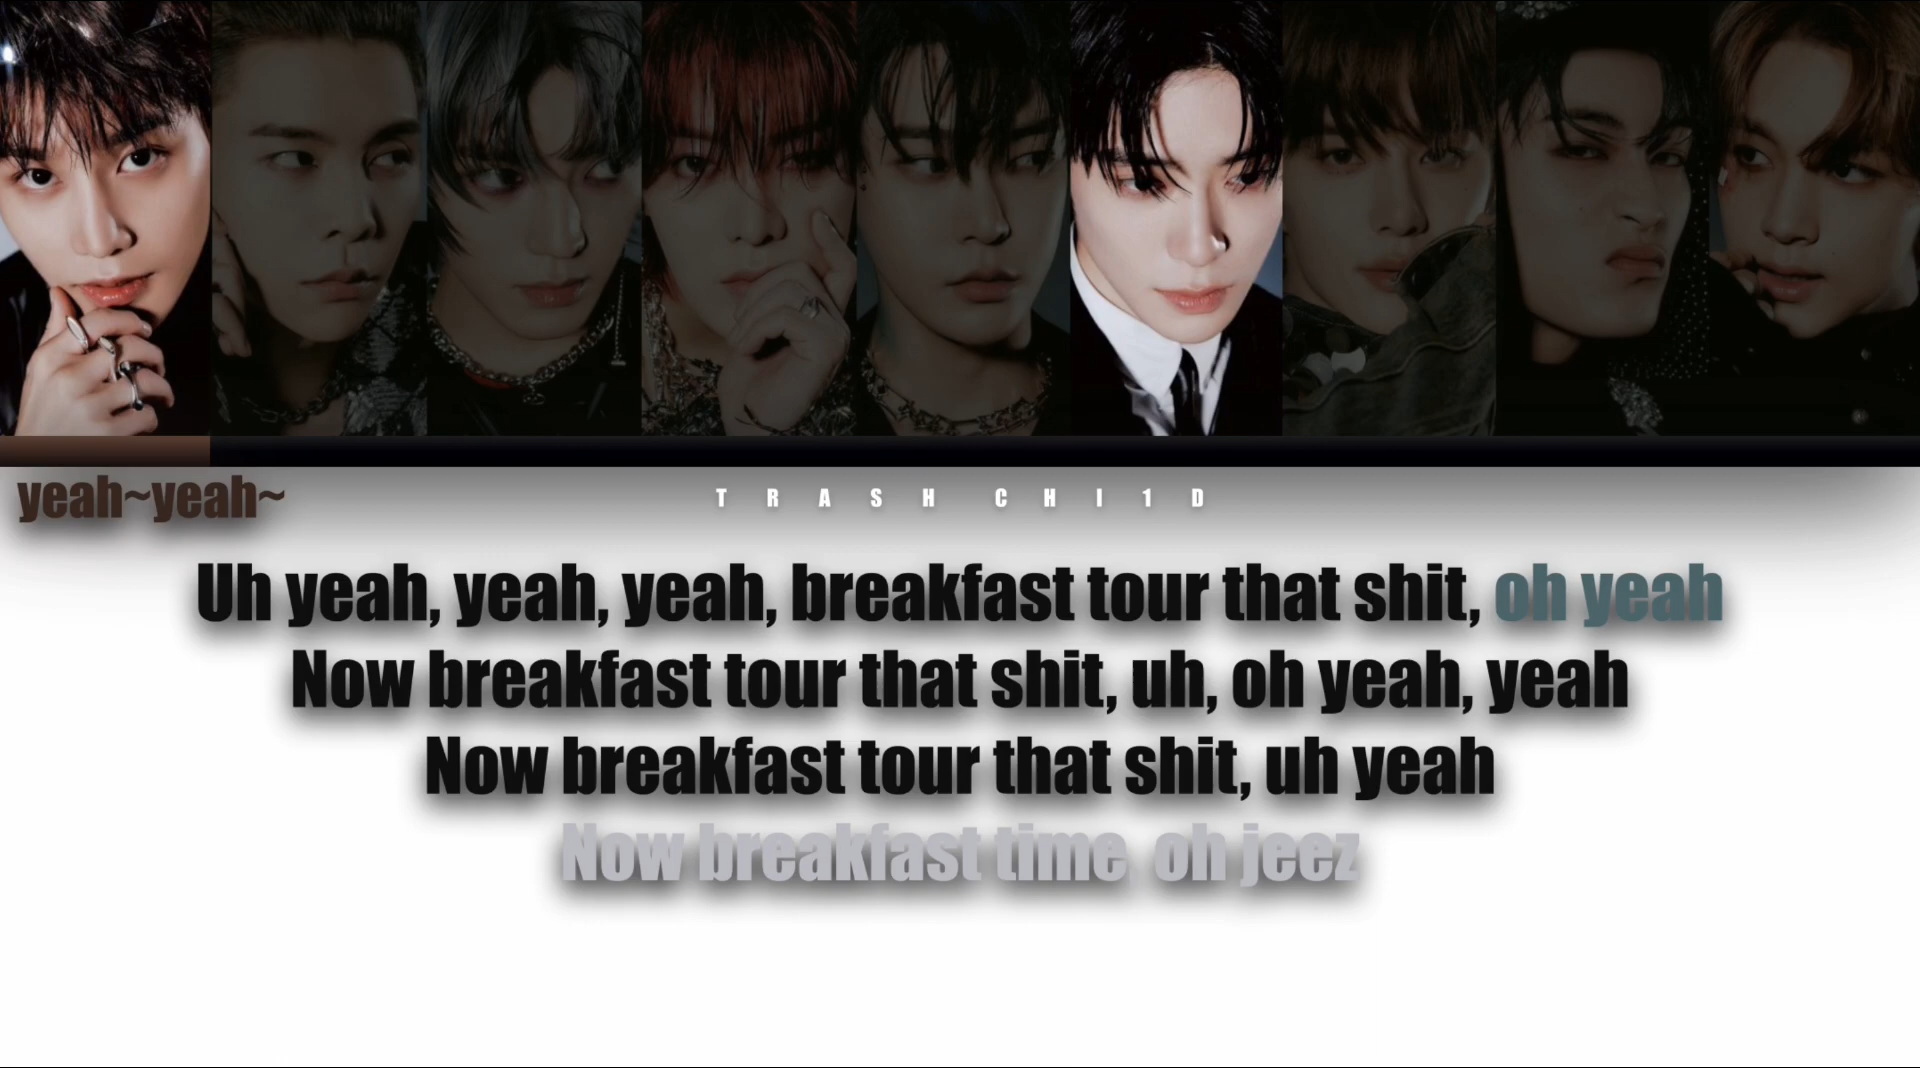 yeah~yeah~
TRASH CHI1D
Uh yeah, yeah, yeah, breakfast tour that shit, oh yeah
Now breakfast tour that shit, uh, oh yeah, yeah
Now breakfast tour that shit, uh yeah
Now breakfast time  oh jeez